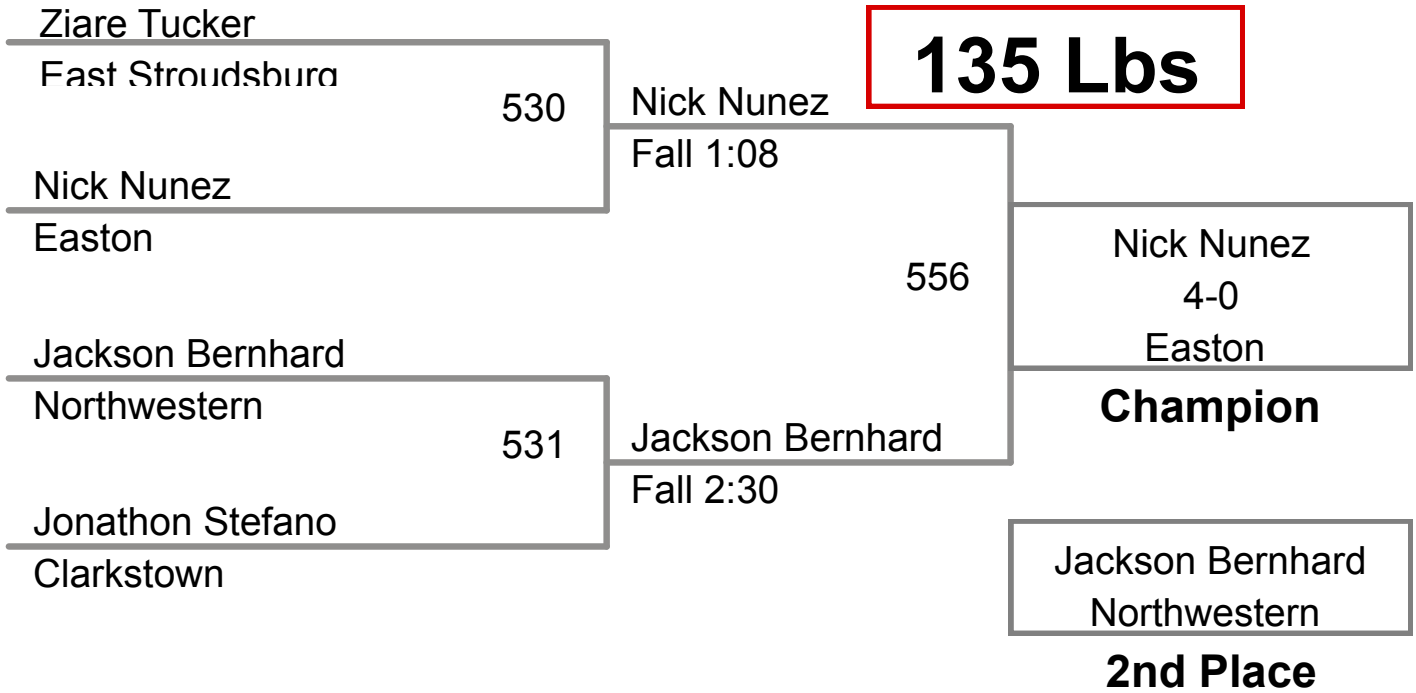 Ziare Tucker
East Stroudsburg
135 Lbs
530
Nick Nunez
Fall 1:08
Nick Nunez
Easton
Nick Nunez
4-0
Easton
Champion
556
Jackson Bernhard
Northwestern
531
Jackson Bernhard
Fall 2:30
Jonathon Stefano
Clarkstown
Jackson Bernhard
Northwestern
2nd Place